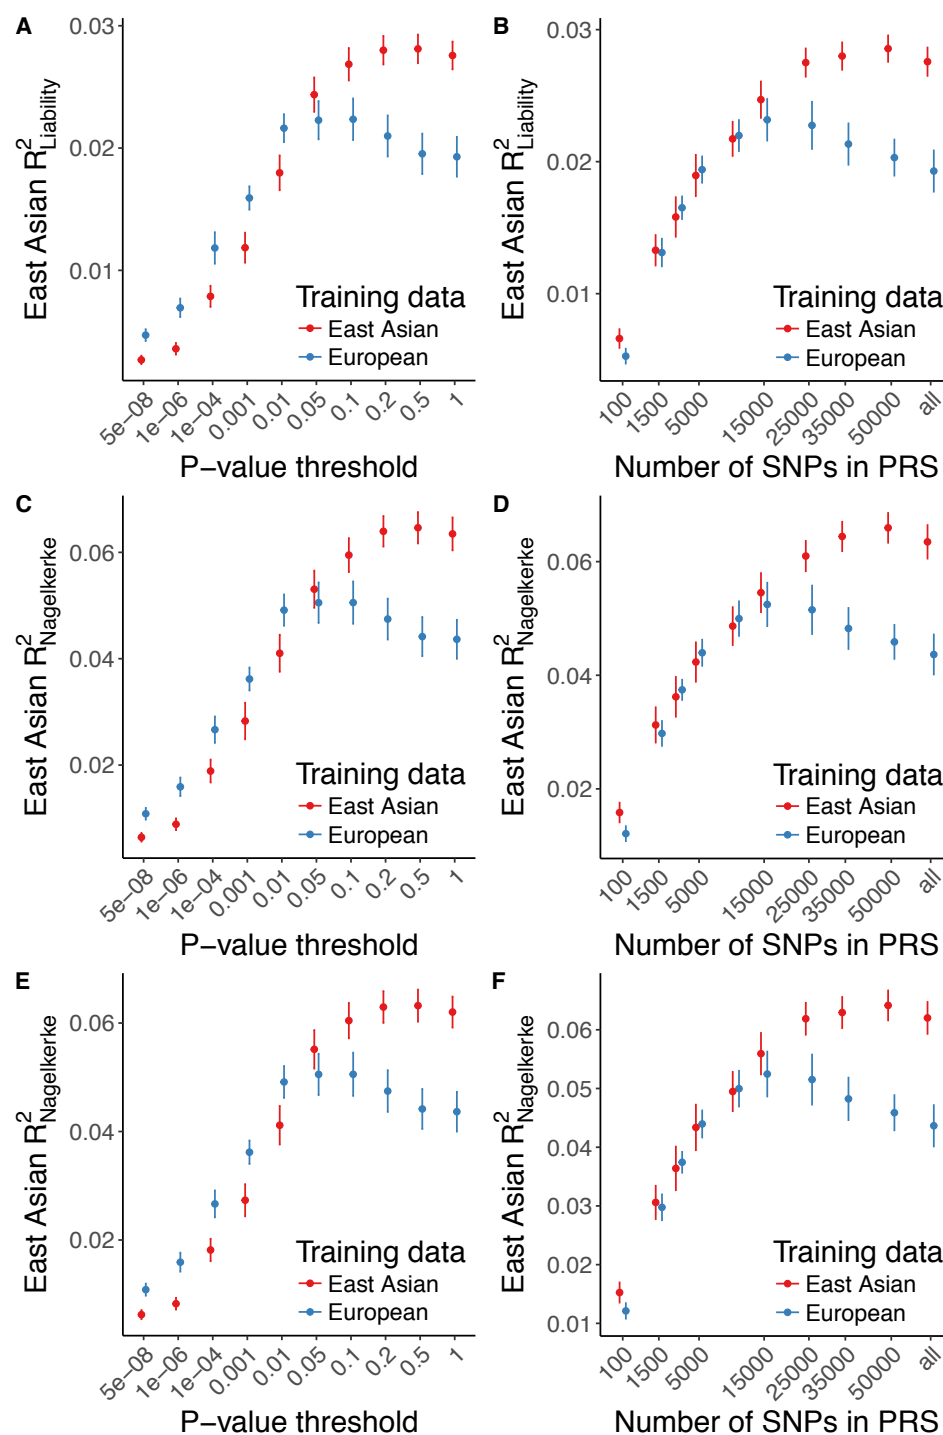 A
East Asian R²Liability
0.03
0.02
0.01
Training data
East Asian
European
5e−08
1e−06
1e−04
0.001
0.01
0.05
0.1
0.2
0.5
1
P−value threshold
B
East Asian R²Liability
0.03
0.02
0.01
Training data
East Asian
European
100
1500
5000
15000
25000
35000
50000
all
Number of SNPs in PRS
C
East Asian R²Nagelkerke
0.06
0.04
0.02
Training data
East Asian
European
5e−08
1e−06
1e−04
0.001
0.01
0.05
0.1
0.2
0.5
1
P−value threshold
D
East Asian R²Nagelkerke
0.06
0.04
0.02
Training data
East Asian
European
100
1500
5000
15000
25000
35000
50000
all
Number of SNPs in PRS
E
East Asian R²Nagelkerke
0.06
0.04
0.02
Training data
East Asian
European
5e−08
1e−06
1e−04
0.001
0.01
0.05
0.1
0.2
0.5
1
P−value threshold
F
East Asian R²Nagelkerke
0.06
0.05
0.04
0.03
0.02
0.01
Training data
East Asian
European
100
1500
5000
15000
25000
35000
50000
all
Number of SNPs in PRS